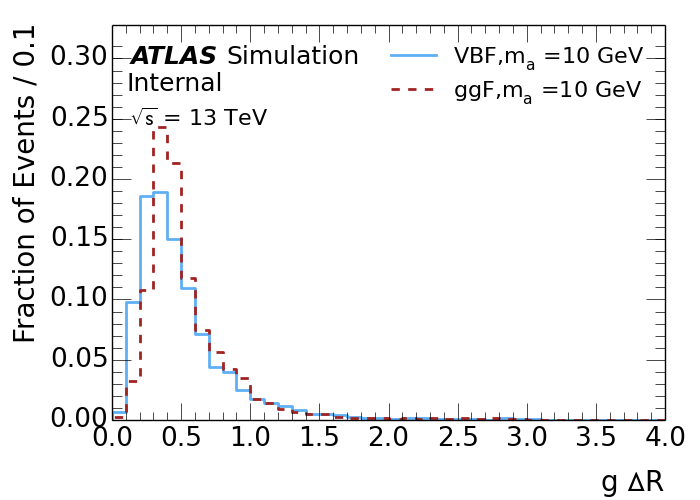 ATLAS Simulation
Internal
√s = 13 TeV
VBF,mₐ =10 GeV
ggF,mₐ =10 GeV
Fraction of Events / 0.1
0.30
0.25
0.20
0.15
0.10
0.05
0.00
0.0 0.5 1.0 1.5 2.0 2.5 3.0 3.5 4.0
g ΔR